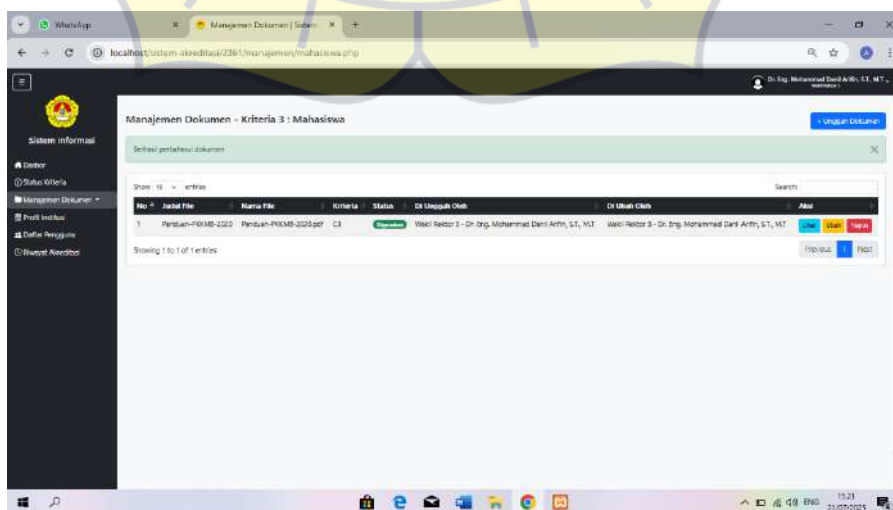 WhatsApp
Manajemen Dokumen | Sistem
localhost/sistem-akreditasi/2361/manajemen/mahasiswa.php
Dr. Eng. Mohammad Danil Arifin, S.T., M.T.
Sistem Informasi
Dasbor
Status Kriteria
Manajemen Dokumen
Profil Institusi
Daftar Pengguna
Riwayat Akreditasi
Manajemen Dokumen - Kriteria 3 : Mahasiswa
+ Unggah Dokumen
Berhasil perbaharui dokumen
Show 10 entries
Search:
No Judul File Nama File Kriteria Status Di Unggah Oleh Di Ubah Oleh Aksi
1 Panduan-PKKMB-2020 Panduan-PKKMB-2020.pdf C3 Digunakan Wakil Rektor 3 - Dr. Eng. Mohammad Danil Arifin, S.T., M.T Wakil Rektor 3 - Dr. Eng. Mohammad Danil Arifin, S.T., M.T Lihat Ubah Hapus
Showing 1 to 1 of 1 entries
Previous 1 Next
ENG
15:21
21/07/2025